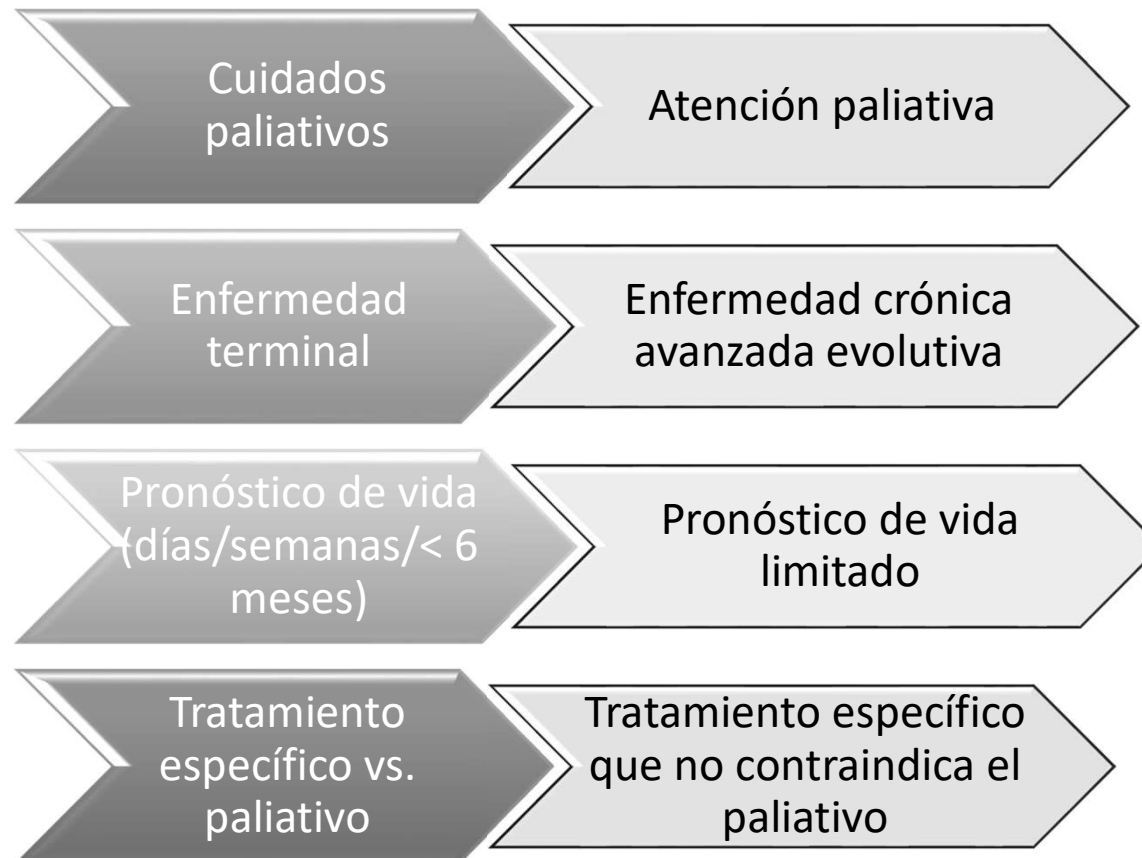 Cuidados
paliativos
Atención paliativa
Enfermedad
terminal
Enfermedad crónica
avanzada evolutiva
Pronóstico de vida
(días/semanas/< 6
meses)
Pronóstico de vida
limitado
Tratamiento
específico vs.
paliativo
Tratamiento específico
que no contraindica el
paliativo